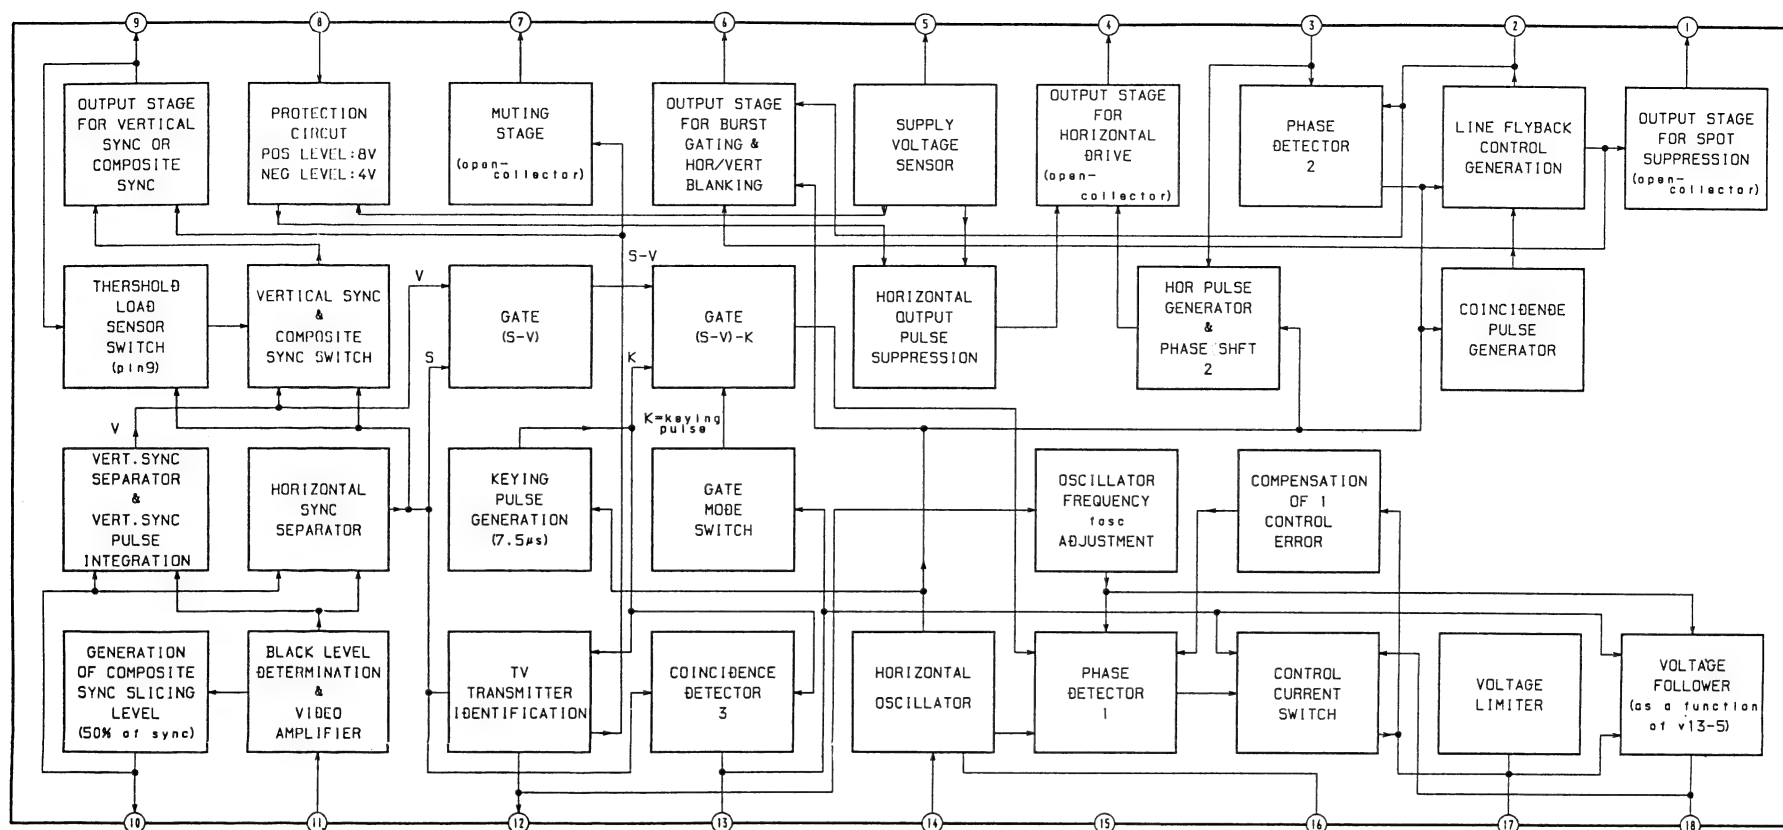 9
8
7
6
5
4
3
2
1
OUTPUT STAGE
FOR VERTICAL
SYNC OR
COMPOSITE
SYNC
PROTECTION
CIRCUT
POS LEVEL:8V
NEG LEVEL:4V
MUTING
STAGE
(open-
collector)
OUTPUT STAGE
FOR BURST
GATING &
HOR/VERT
BLANKING
SUPPLY
VOLTAGE
SENSOR
OUTPUT STAGE
FOR
HORIZONTAL
DRIVE
(open-
collector)
PHASE
DETECTOR
2
LINE FLYBACK
CONTROL
GENERATION
OUTPUT STAGE
FOR SPOT
SUPPRESSION
(open-
collector)
THERSHOLD
LOAD
SENSOR
SWITCH
(pin9)
VERTICAL SYNC
&
COMPOSITE
SYNC SWITCH
V
S
GATE
(S-V)
S-V
K
GATE
(S-V)-K
HORIZONTAL
OUTPUT
PULSE
SUPPRESSION
HOR PULSE
GENERATOR
&
PHASE SHFT
2
COINCIDENCE
PULSE
GENERATOR
V
K=keying
pulse
VERT.SYNC
SEPARATOR
&
VERT.SYNC
PULSE
INTEGRATION
HORIZONTAL
SYNC
SEPARATOR
KEYING
PULSE
GENERATION
(7.5µs)
GATE
MODE
SWITCH
OSCILLATOR
FREQUENCY
fosc
ADJUSTMENT
COMPENSATION
OF 1
CONTROL
ERROR
GENERATION
OF COMPOSITE
SYNC SLICING
LEVEL
(50% of sync)
BLACK LEVEL
DETERMINATION
&
VIDEO
AMPLIFIER
TV
TRANSMITTER
IDENTIFICATION
COINCIDENCE
DETECTOR
3
HORIZONTAL
OSCILLATOR
PHASE
DETECTOR
1
CONTROL
CURRENT
SWITCH
VOLTAGE
LIMITER
VOLTAGE
FOLLOWER
(as a function
of v13-5)
10
11
12
13
14
15
16
17
18